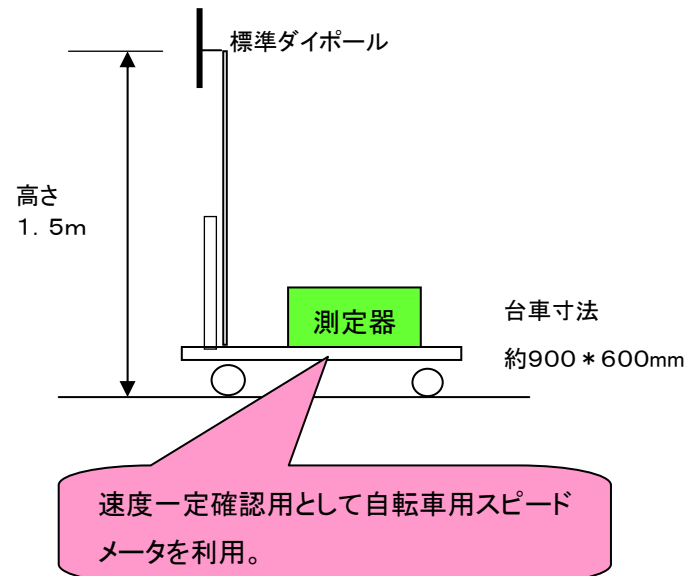 標準ダイポール
高さ
１．５ｍ
測定器
台車寸法
約９００＊６００mm
速度一定確認用として自転車用スピード
メータを利用。